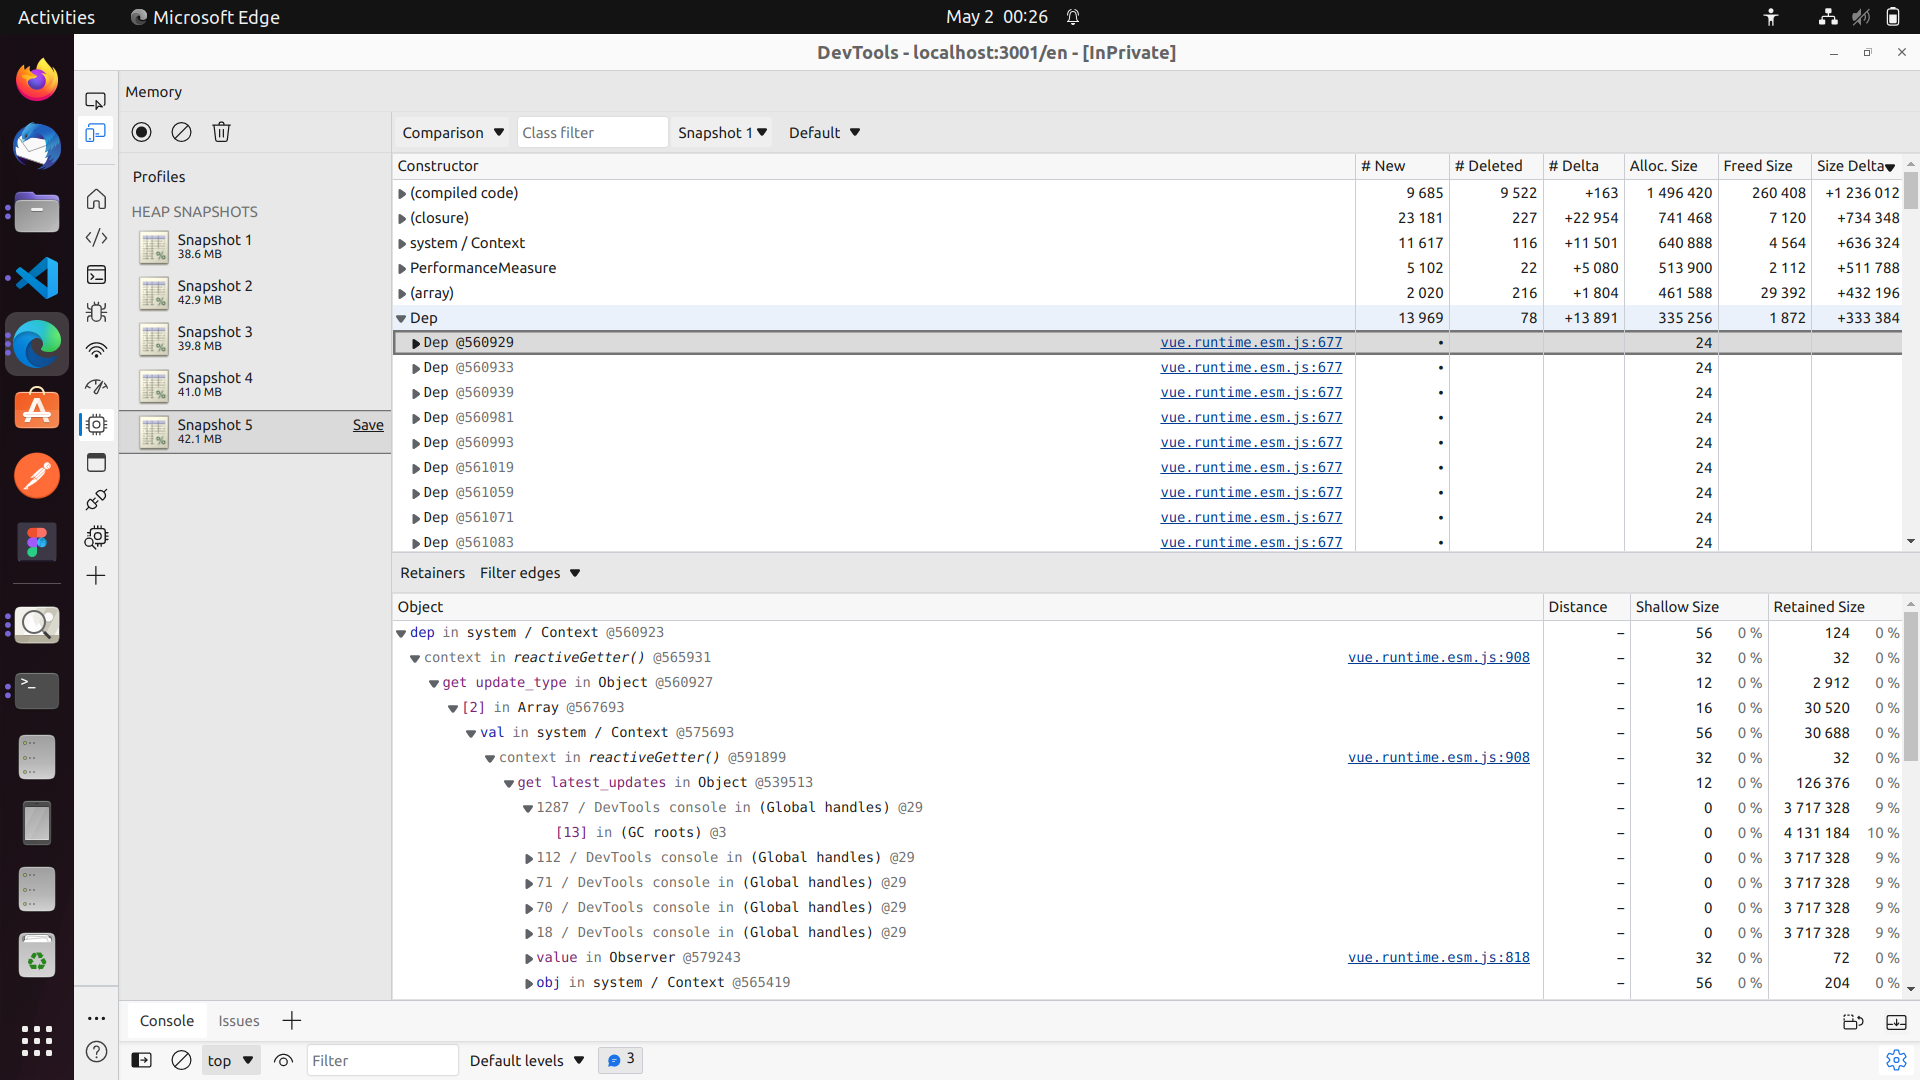 Activities
Microsoft Edge
May 2 00:26
DevTools - localhost:3001/en - [InPrivate]
Memory
Comparison
Class filter
Snapshot 1
Default
Profiles
HEAP SNAPSHOTS
Snapshot 1
38.6 MB
Snapshot 2
42.9 MB
Snapshot 3
39.8 MB
Snapshot 4
41.0 MB
Snapshot 5
42.1 MB
Save
Constructor # New # Deleted # Delta Alloc. Size Freed Size Size Delta
(compiled code) 9 685 9 522 +163 1 496 420 260 408 +1 236 012
(closure) 23 181 227 +22 954 741 468 7 120 +734 348
system / Context 11 617 116 +11 501 640 888 4 564 +636 324
PerformanceMeasure 5 102 22 +5 080 513 900 2 112 +511 788
(array) 2 020 216 +1 804 461 588 29 392 +432 196
Dep 13 969 78 +13 891 335 256 1 872 +333 384
Dep @560929 vue.runtime.esm.js:677 • 24
Dep @560933 vue.runtime.esm.js:677 • 24
Dep @560939 vue.runtime.esm.js:677 • 24
Dep @560981 vue.runtime.esm.js:677 • 24
Dep @560993 vue.runtime.esm.js:677 • 24
Dep @561019 vue.runtime.esm.js:677 • 24
Dep @561059 vue.runtime.esm.js:677 • 24
Dep @561071 vue.runtime.esm.js:677 • 24
Dep @561083 vue.runtime.esm.js:677 • 24
Retainers Filter edges
Object Distance Shallow Size Retained Size
dep in system / Context @560923 – 56 0 % 124 0 %
context in reactiveGetter() @565931 vue.runtime.esm.js:908 – 32 0 % 32 0 %
get update_type in Object @560927 – 12 0 % 2 912 0 %
[2] in Array @567693 – 16 0 % 30 520 0 %
val in system / Context @575693 – 56 0 % 30 688 0 %
context in reactiveGetter() @591899 vue.runtime.esm.js:908 – 32 0 % 32 0 %
get latest_updates in Object @539513 – 12 0 % 126 376 0 %
1287 / DevTools console in (Global handles) @29 – 0 0 % 3 717 328 9 %
[13] in (GC roots) @3 – 0 0 % 4 131 184 10 %
112 / DevTools console in (Global handles) @29 – 0 0 % 3 717 328 9 %
71 / DevTools console in (Global handles) @29 – 0 0 % 3 717 328 9 %
70 / DevTools console in (Global handles) @29 – 0 0 % 3 717 328 9 %
18 / DevTools console in (Global handles) @29 – 0 0 % 3 717 328 9 %
value in Observer @579243 vue.runtime.esm.js:818 – 32 0 % 72 0 %
obj in system / Context @565419 – 56 0 % 204 0 %
Console Issues
top Filter Default levels 3